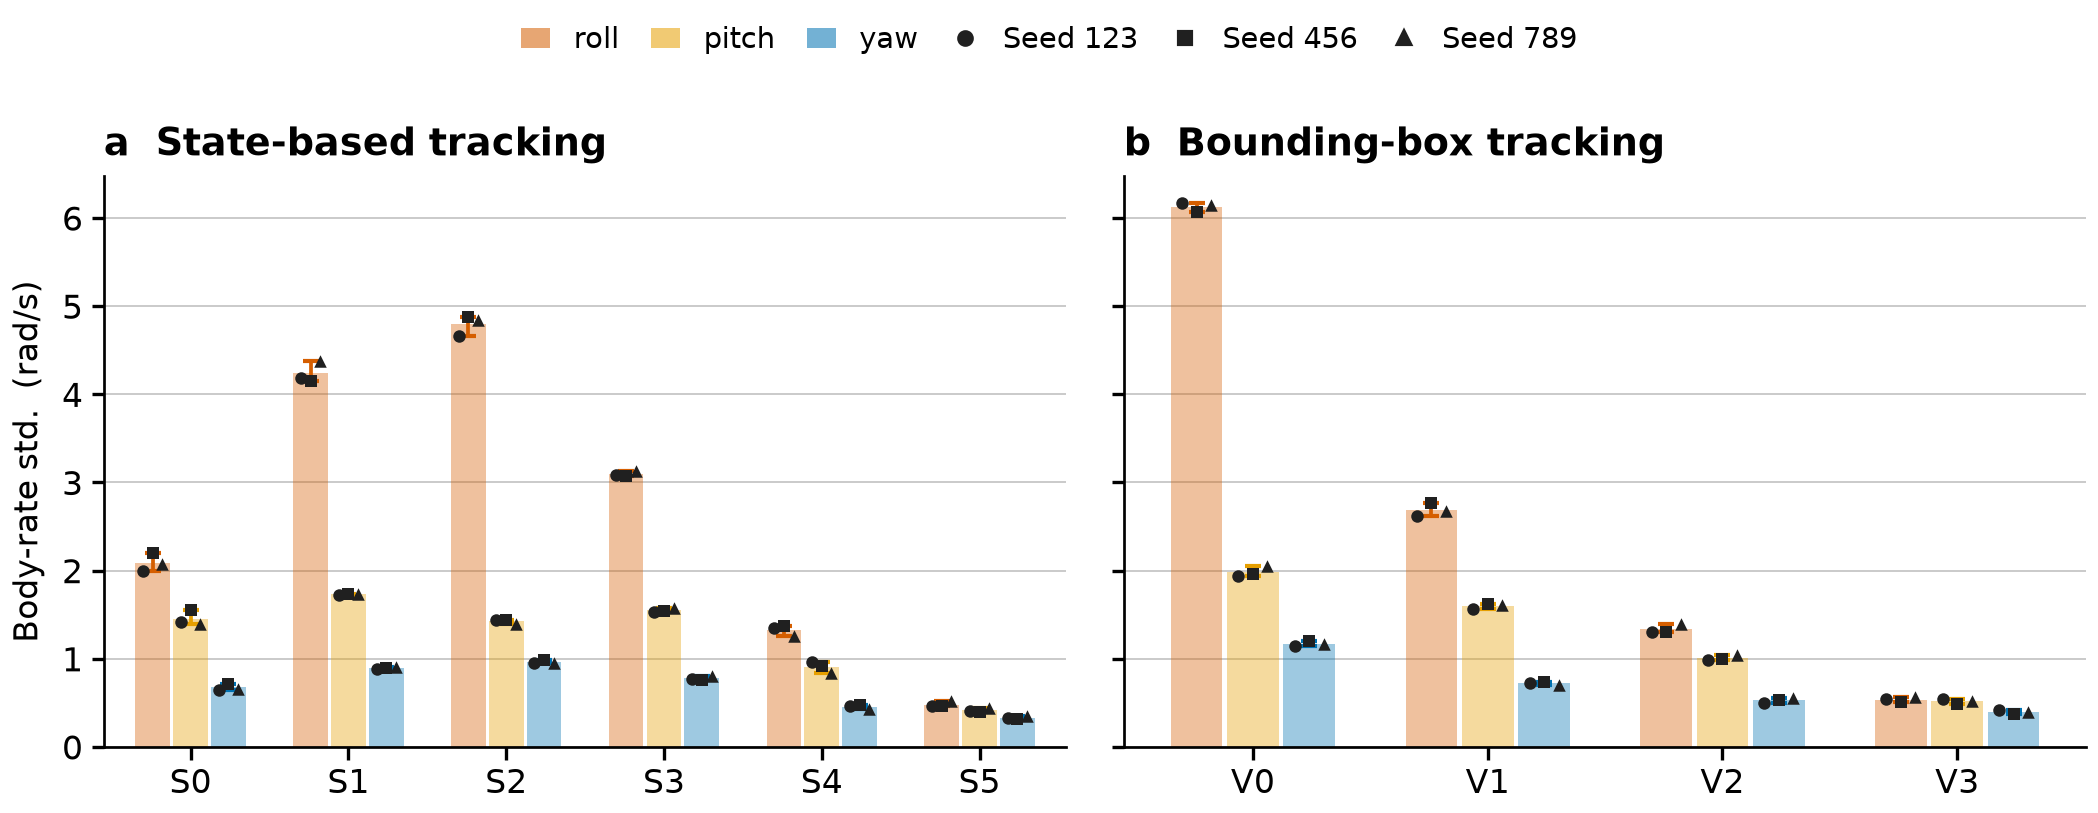 roll pitch yaw Seed 123 Seed 456 Seed 789
a State-based tracking
b Bounding-box tracking
Body-rate std. (rad/s)
6
5
4
3
2
1
0
S0 S1 S2 S3 S4 S5
V0 V1 V2 V3